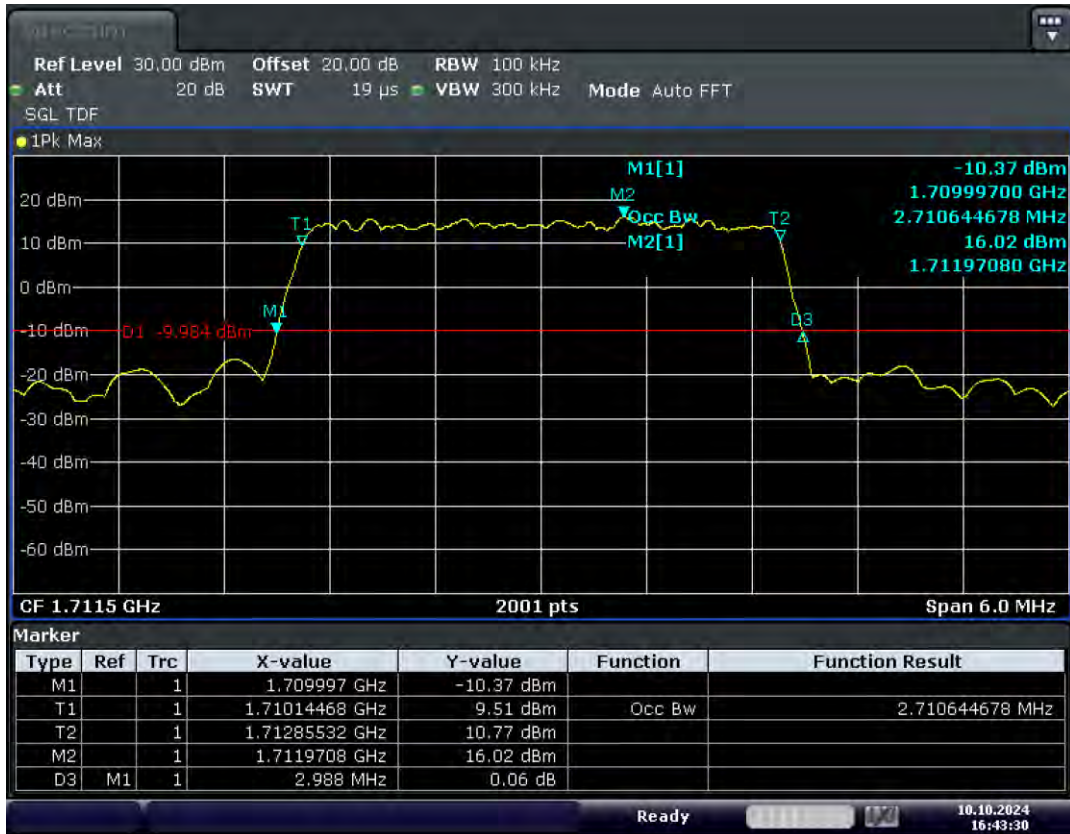 Spectrum
Ref Level 30.00 dBm Offset 20.00 dB RBW 100 kHz
Att 20 dB SWT 19 µs VBW 300 kHz Mode Auto FFT
SGL TDF
1Pk Max
M1[1] -10.37 dBm
1.70999700 GHz
Occ Bw 2.710644678 MHz
M2[1] 16.02 dBm
1.71197080 GHz
20 dBm
10 dBm
0 dBm
-10 dBm
-20 dBm
-30 dBm
-40 dBm
-50 dBm
-60 dBm
T1
M2
T2
M1
D1 -9.984 dBm
D3
CF 1.7115 GHz 2001 pts Span 6.0 MHz
Marker
Type Ref Trc X-value Y-value Function Function Result
M1 1 1.709997 GHz -10.37 dBm
T1 1 1.71014468 GHz 9.51 dBm Occ Bw 2.710644678 MHz
T2 1 1.71285532 GHz 10.77 dBm
M2 1 1.7119708 GHz 16.02 dBm
D3 M1 1 2.988 MHz 0.06 dB
Ready 10.10.2024
16:43:30